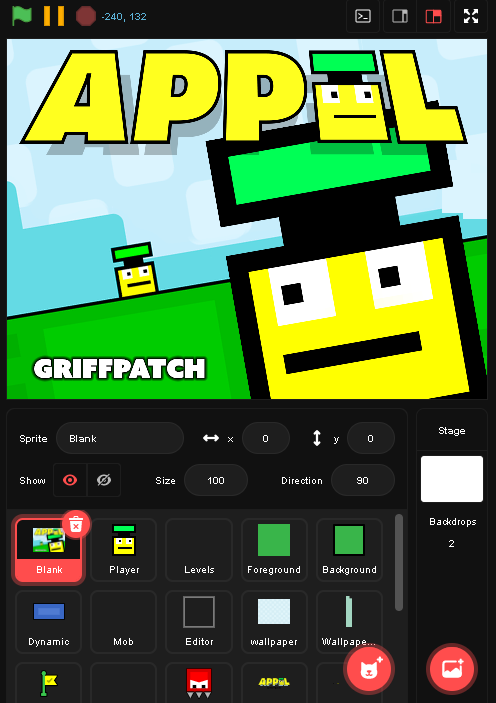 -240, 132
APPEL
GRIFFPATCH
Sprite Blank x 0 y 0
Show Size 100 Direction 90
Stage
Backdrops
2
Blank Player Levels Foreground Background
Dynamic Mob Editor wallpaper Wallpape...
APPEL